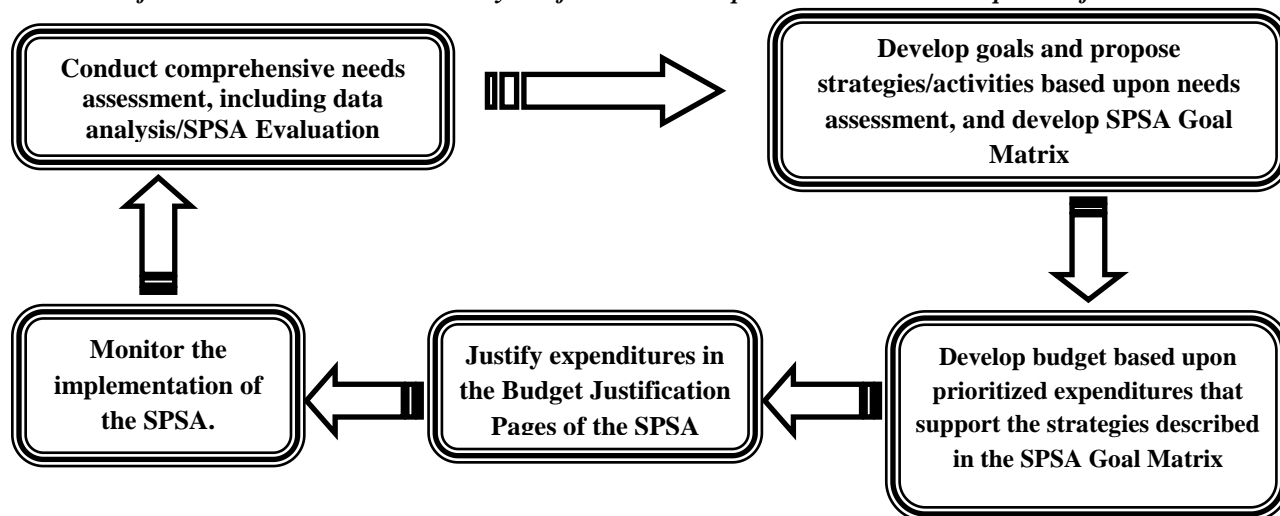 Conduct comprehensive needs
assessment, including data
analysis/SPSA Evaluation
Develop goals and propose
strategies/activities based upon needs
assessment, and develop SPSA Goal
Matrix
Develop budget based upon
prioritized expenditures that
support the strategies described
in the SPSA Goal Matrix
Justify expenditures in
the Budget Justification
Pages of the SPSA
Monitor the
implementation of
the SPSA.